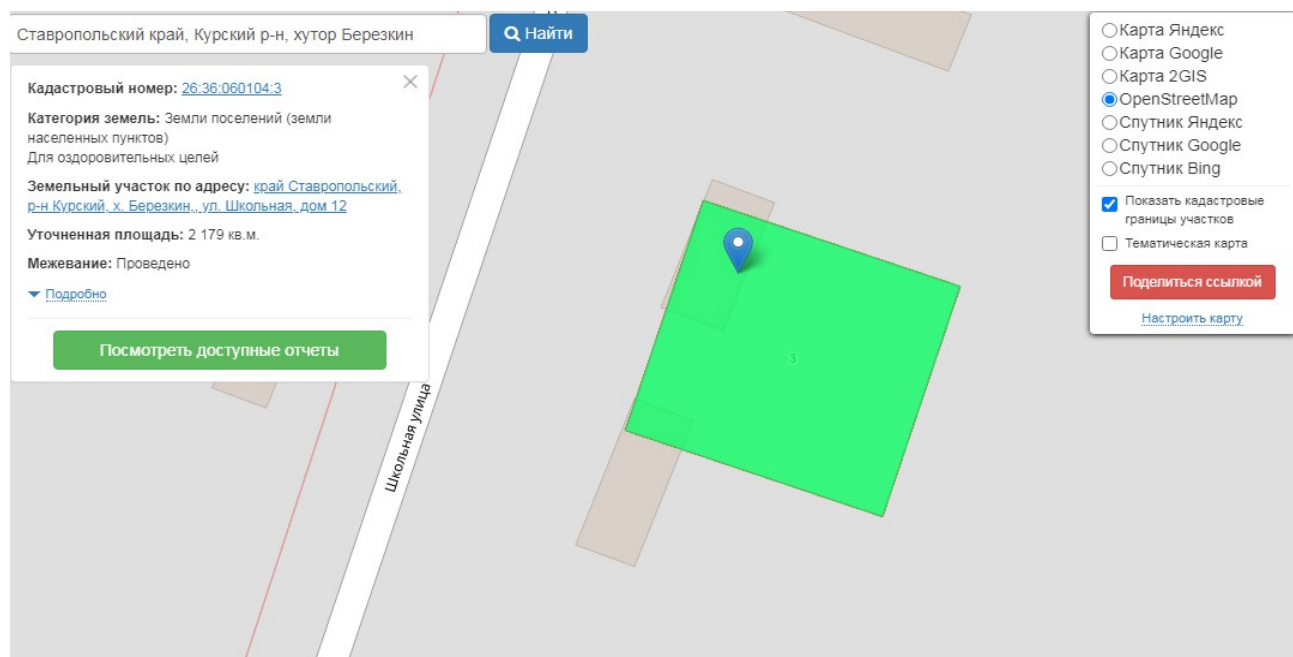 Ставропольский край, Курский р-н, хутор Березкин
Найти
Кадастровый номер: 26:36:060104:3
Категория земель: Земли поселений (земли
населенных пунктов)
Для оздоровительных целей
Земельный участок по адресу: край Ставропольский,
р-н Курский, х. Березкин,, ул. Школьная, дом 12
Уточненная площадь: 2 179 кв.м.
Межевание: Проведено
Подробно
Посмотреть доступные отчеты
Школьная улица
3
Карта Яндекс
Карта Google
Карта 2GIS
OpenStreetMap
Спутник Яндекс
Спутник Google
Спутник Bing
Показать кадастровые
границы участков
Тематическая карта
Поделиться ссылкой
Настроить карту